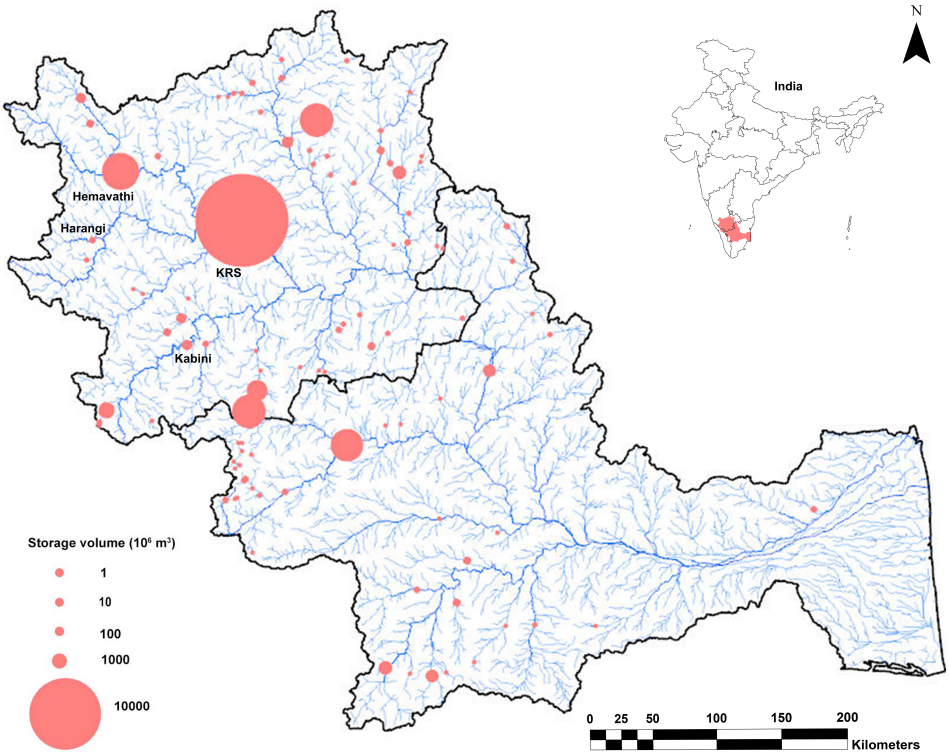 N
India
Hemavathi
Harangi
KRS
Kabini
Storage volume (10⁶ m³)
1
10
100
1000
10000
0 25 50 100 150 200
Kilometers